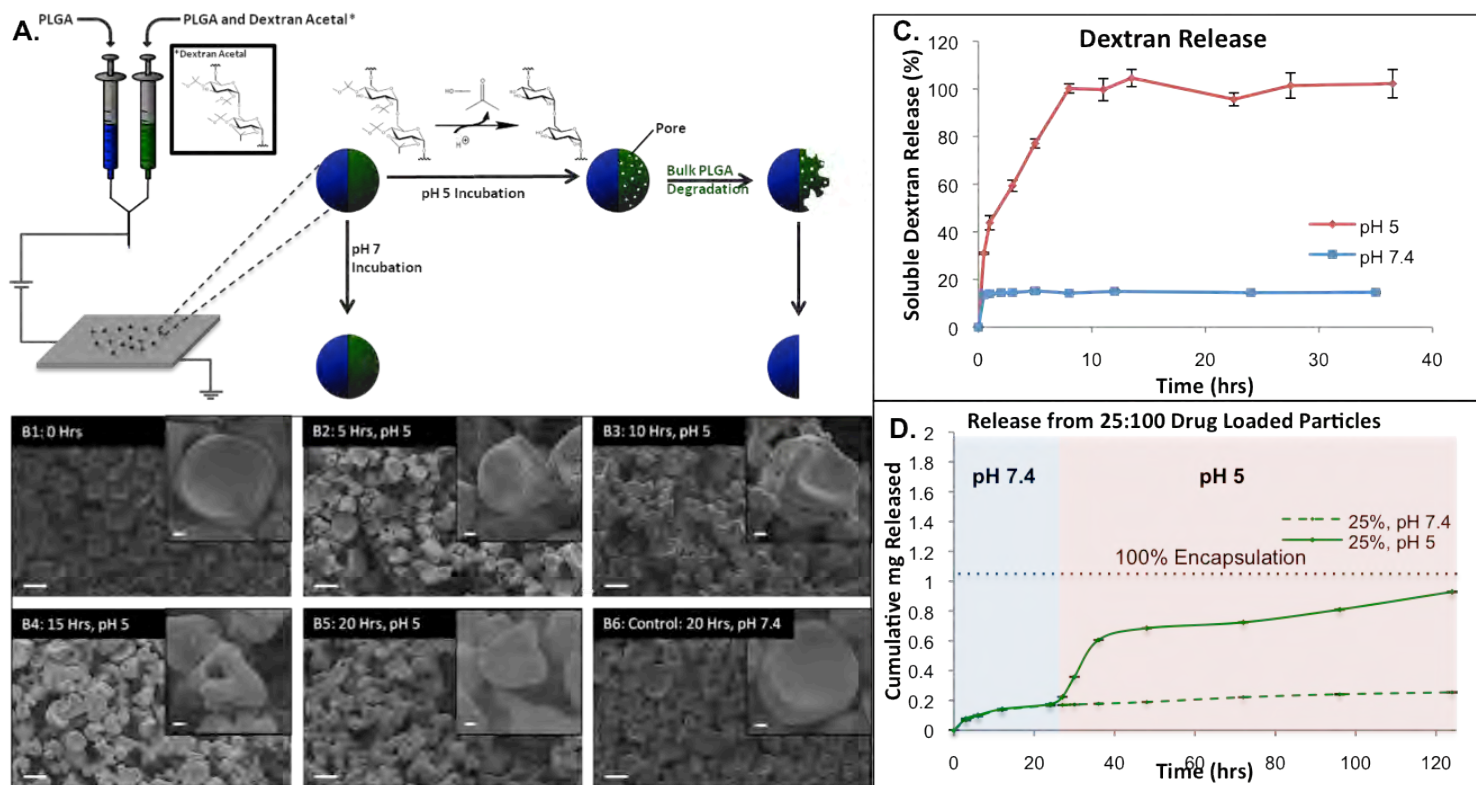 A.
PLGA
PLGA and Dextran Acetal*
*Dextran Acetal
HO
H⊕
pH 5 Incubation
Pore
Bulk PLGA
Degradation
pH 7
Incubation
B1: 0 Hrs
B2: 5 Hrs, pH 5
B3: 10 Hrs, pH 5
B4: 15 Hrs, pH 5
B5: 20 Hrs, pH 5
B6: Control: 20 Hrs, pH 7.4
C.
Dextran Release
Soluble Dextran Release (%)
120
100
80
60
40
20
0
pH 5
pH 7.4
0
10
20
30
40
Time (hrs)
D.
Release from 25:100 Drug Loaded Particles
Cumulative mg Released
2
1.8
1.6
1.4
1.2
1
0.8
0.6
0.4
0.2
0
pH 7.4
pH 5
25%, pH 7.4
25%, pH 5
100% Encapsulation
0
20
40
60
80
100
120
Time (hrs)